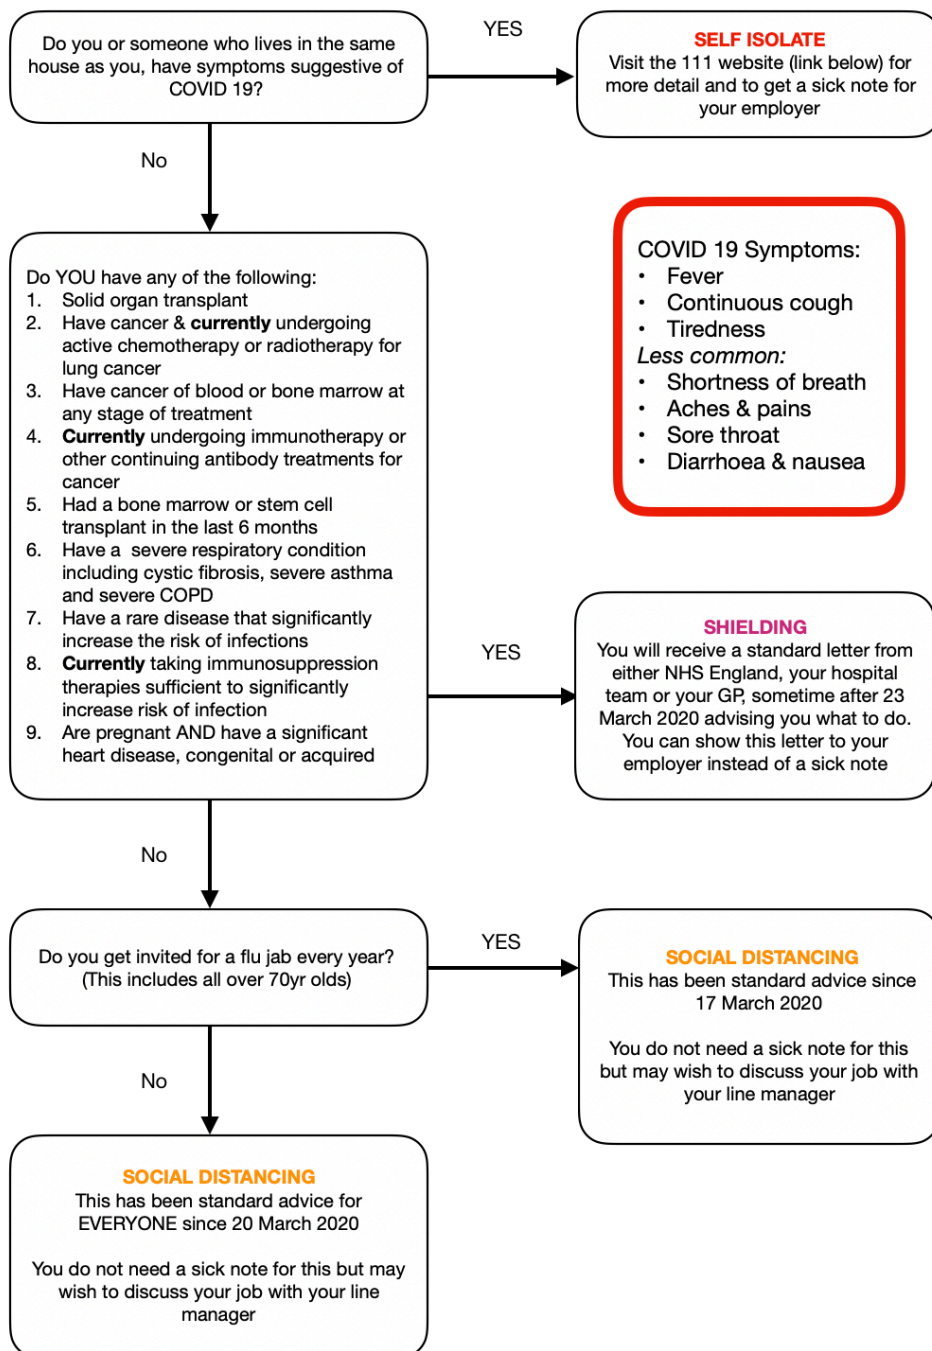 Do you or someone who lives in the same
house as you, have symptoms suggestive of
COVID 19?
YES
SELF ISOLATE
Visit the 111 website (link below) for
more detail and to get a sick note for
your employer
No
COVID 19 Symptoms:
• Fever
• Continuous cough
• Tiredness
Less common:
• Shortness of breath
• Aches & pains
• Sore throat
• Diarrhoea & nausea
Do YOU have any of the following:
1. Solid organ transplant
2. Have cancer & currently undergoing
active chemotherapy or radiotherapy for
lung cancer
3. Have cancer of blood or bone marrow at
any stage of treatment
4. Currently undergoing immunotherapy or
other continuing antibody treatments for
cancer
5. Had a bone marrow or stem cell
transplant in the last 6 months
6. Have a severe respiratory condition
including cystic fibrosis, severe asthma
and severe COPD
7. Have a rare disease that significantly
increase the risk of infections
8. Currently taking immunosuppression
therapies sufficient to significantly
increase risk of infection
9. Are pregnant AND have a significant
heart disease, congenital or acquired
YES
SHIELDING
You will receive a standard letter from
either NHS England, your hospital
team or your GP, sometime after 23
March 2020 advising you what to do.
You can show this letter to your
employer instead of a sick note
No
Do you get invited for a flu jab every year?
(This includes all over 70yr olds)
YES
SOCIAL DISTANCING
This has been standard advice since
17 March 2020
You do not need a sick note for this
but may wish to discuss your job with
your line manager
No
SOCIAL DISTANCING
This has been standard advice for
EVERYONE since 20 March 2020
You do not need a sick note for this but may
wish to discuss your job with your line
manager